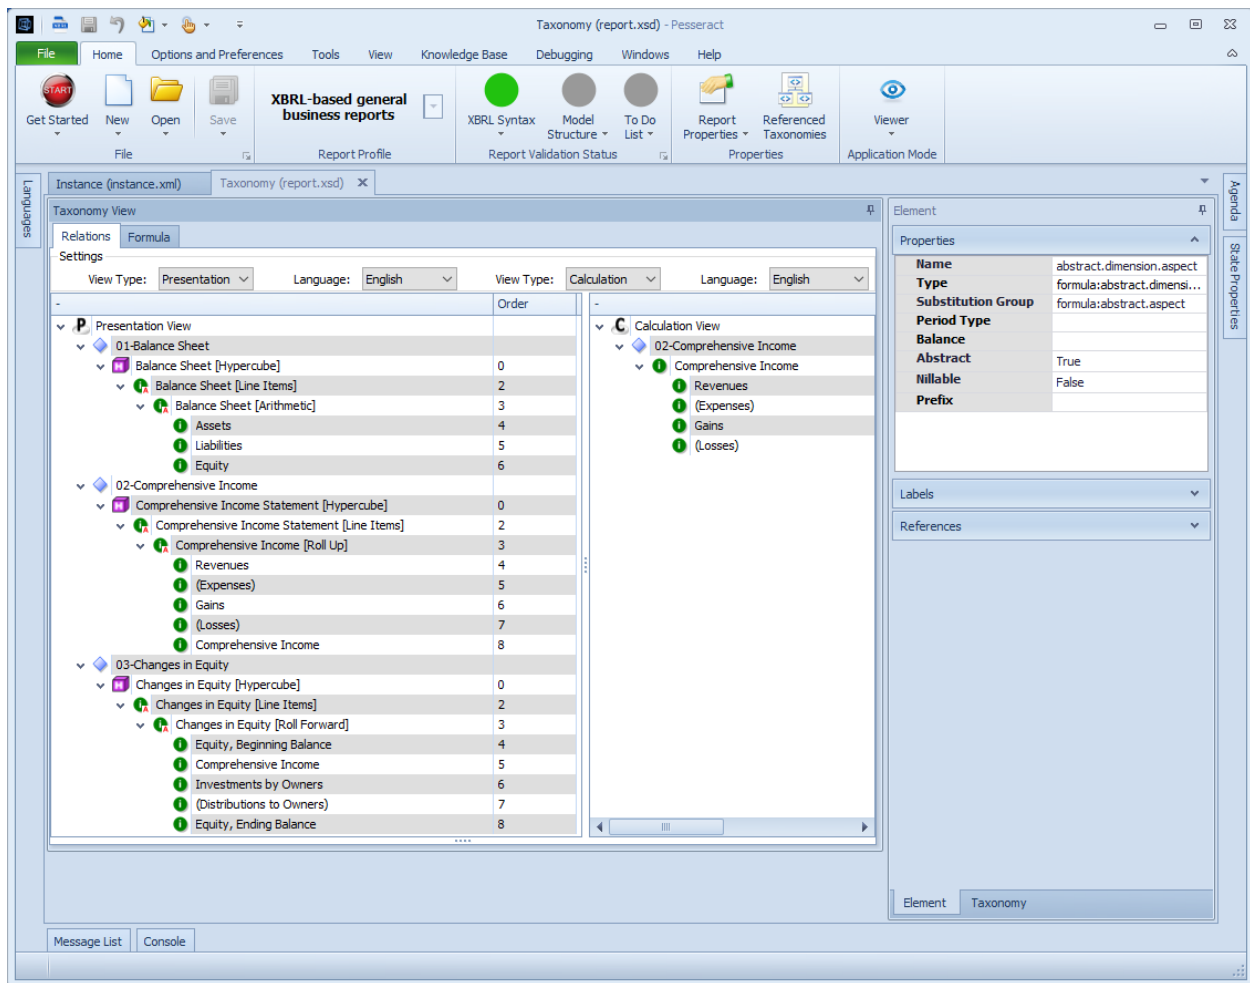 Taxonomy (report.xsd) - Pesseract
File Home Options and Preferences Tools View Knowledge Base Debugging Windows Help
START
Get Started New Open Save
XBRL-based general
business reports
XBRL Syntax Model
Structure To Do
List
Report
Properties Referenced
Taxonomies
Viewer
File Report Profile Report Validation Status Properties Application Mode
Languages
Instance (instance.xml) Taxonomy (report.xsd)
Agenda
State Properties
Taxonomy View
Relations Formula
Settings
View Type: Presentation Language: English View Type: Calculation Language: English
- Order
P Presentation View
01-Balance Sheet
H Balance Sheet [Hypercube] 0
Balance Sheet [Line Items] 2
Balance Sheet [Arithmetic] 3
Assets 4
Liabilities 5
Equity 6
02-Comprehensive Income
H Comprehensive Income Statement [Hypercube] 0
Comprehensive Income Statement [Line Items] 2
Comprehensive Income [Roll Up] 3
Revenues 4
(Expenses) 5
Gains 6
(Losses) 7
Comprehensive Income 8
03-Changes in Equity
H Changes in Equity [Hypercube] 0
Changes in Equity [Line Items] 2
Changes in Equity [Roll Forward] 3
Equity, Beginning Balance 4
Comprehensive Income 5
Investments by Owners 6
(Distributions to Owners) 7
Equity, Ending Balance 8
-
C Calculation View
02-Comprehensive Income
Comprehensive Income
Revenues
(Expenses)
Gains
(Losses)
Element
Properties
Name abstract.dimension.aspect
Type formula:abstract.dimensi...
Substitution Group formula:abstract.aspect
Period Type
Balance
Abstract True
Nillable False
Prefix
Labels
References
Element Taxonomy
Message List Console